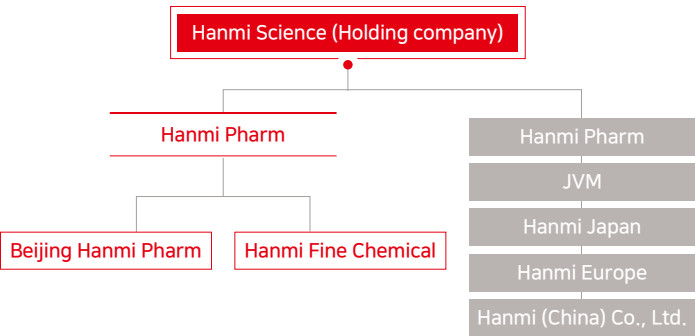 Hanmi Science (Holding company)
Hanmi Pharm
Beijing Hanmi Pharm
Hanmi Fine Chemical
Hanmi Pharm
JVM
Hanmi Japan
Hanmi Europe
Hanmi (China) Co., Ltd.